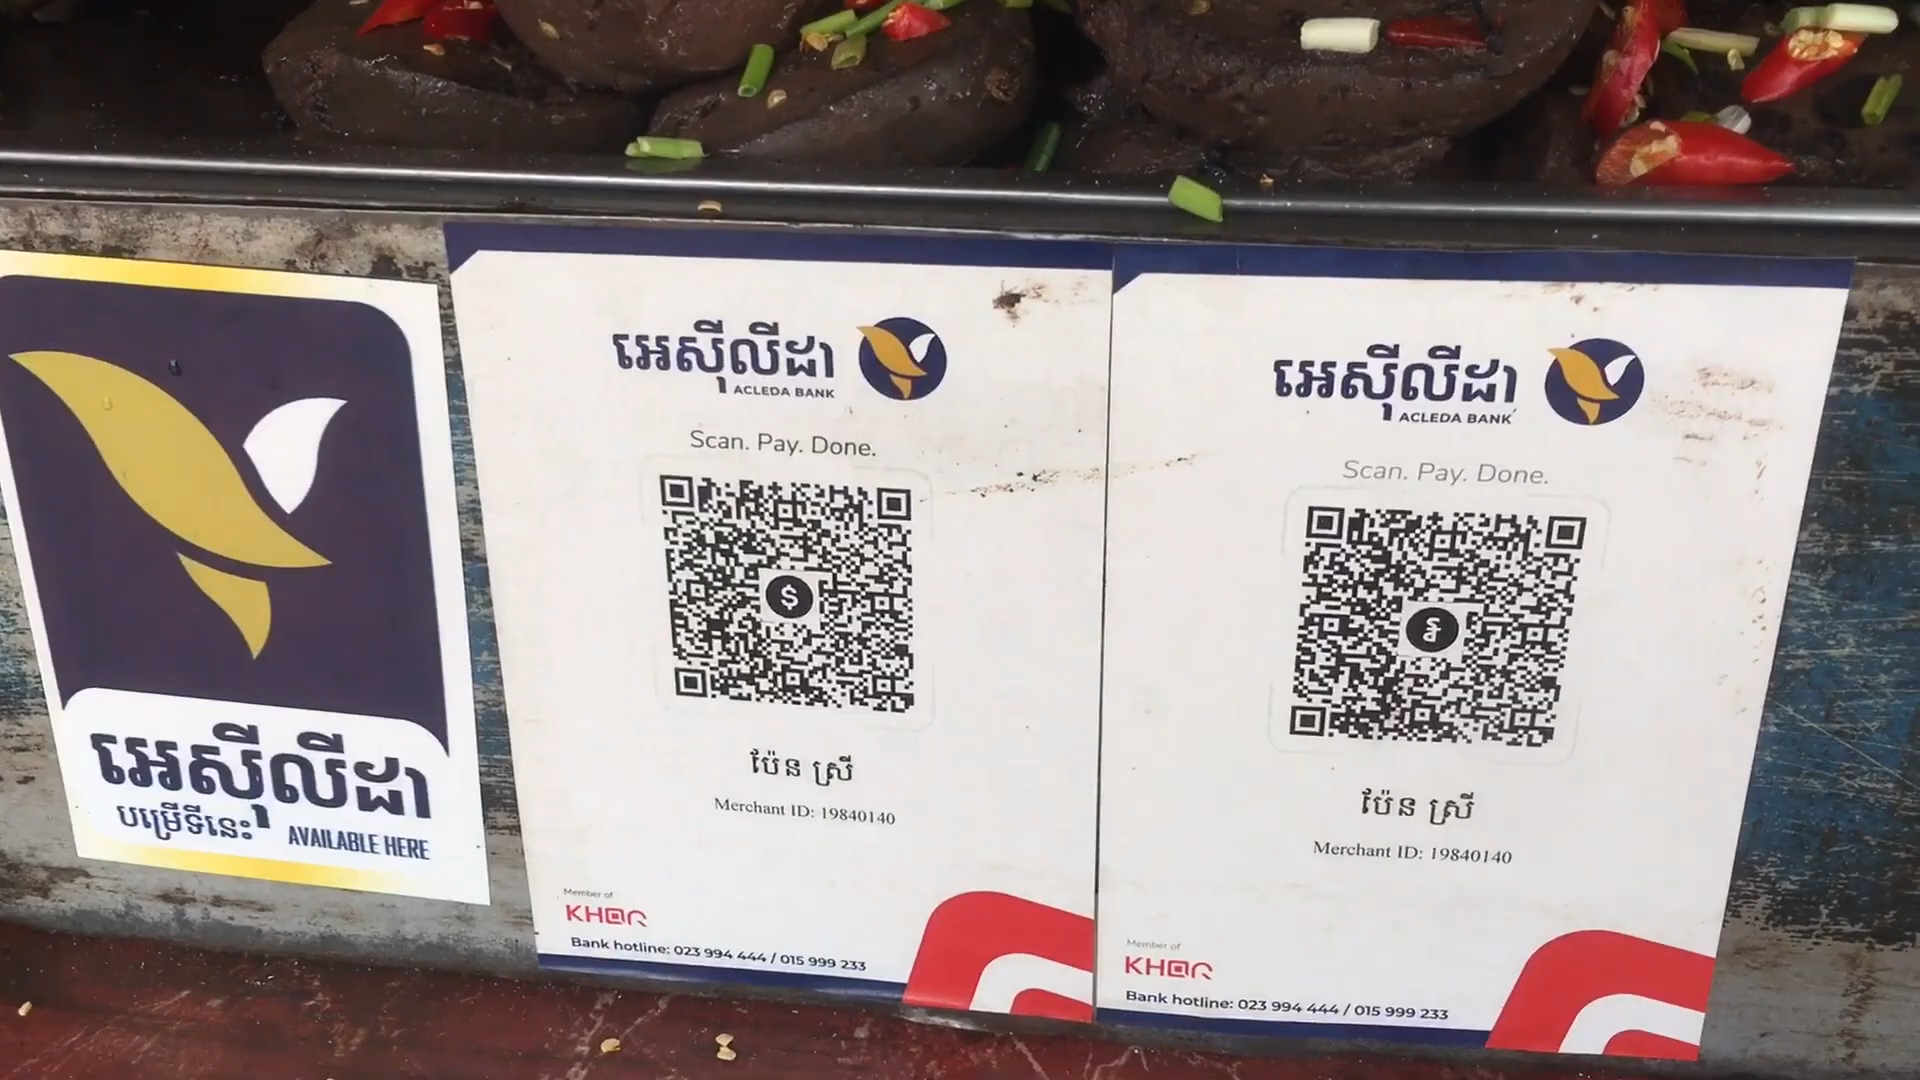 អេស៊ីលីដា
បម្រើទីនេះ AVAILABLE HERE
អេស៊ីលីដា
ACLEDA BANK
Scan. Pay. Done.
$
ប៉ែន ស្រី
Merchant ID: 19840140
Member of
KHQR
Bank hotline: 023 994 444 / 015 999 233
អេស៊ីលីដា
ACLEDA BANK
Scan. Pay. Done.
៛
ប៉ែន ស្រី
Merchant ID: 19840140
Member of
KHQR
Bank hotline: 023 994 444 / 015 999 233